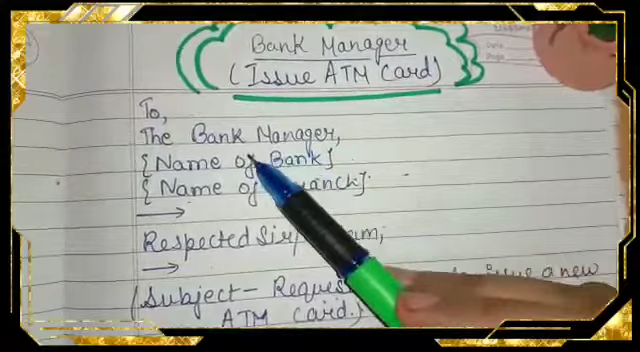 Bank Manager
(Issue ATM Card)
To,
The Bank Manager,
{Name of Bank]
{Name of
Respected Sir
(Subject- issue a new
ATM Card.)